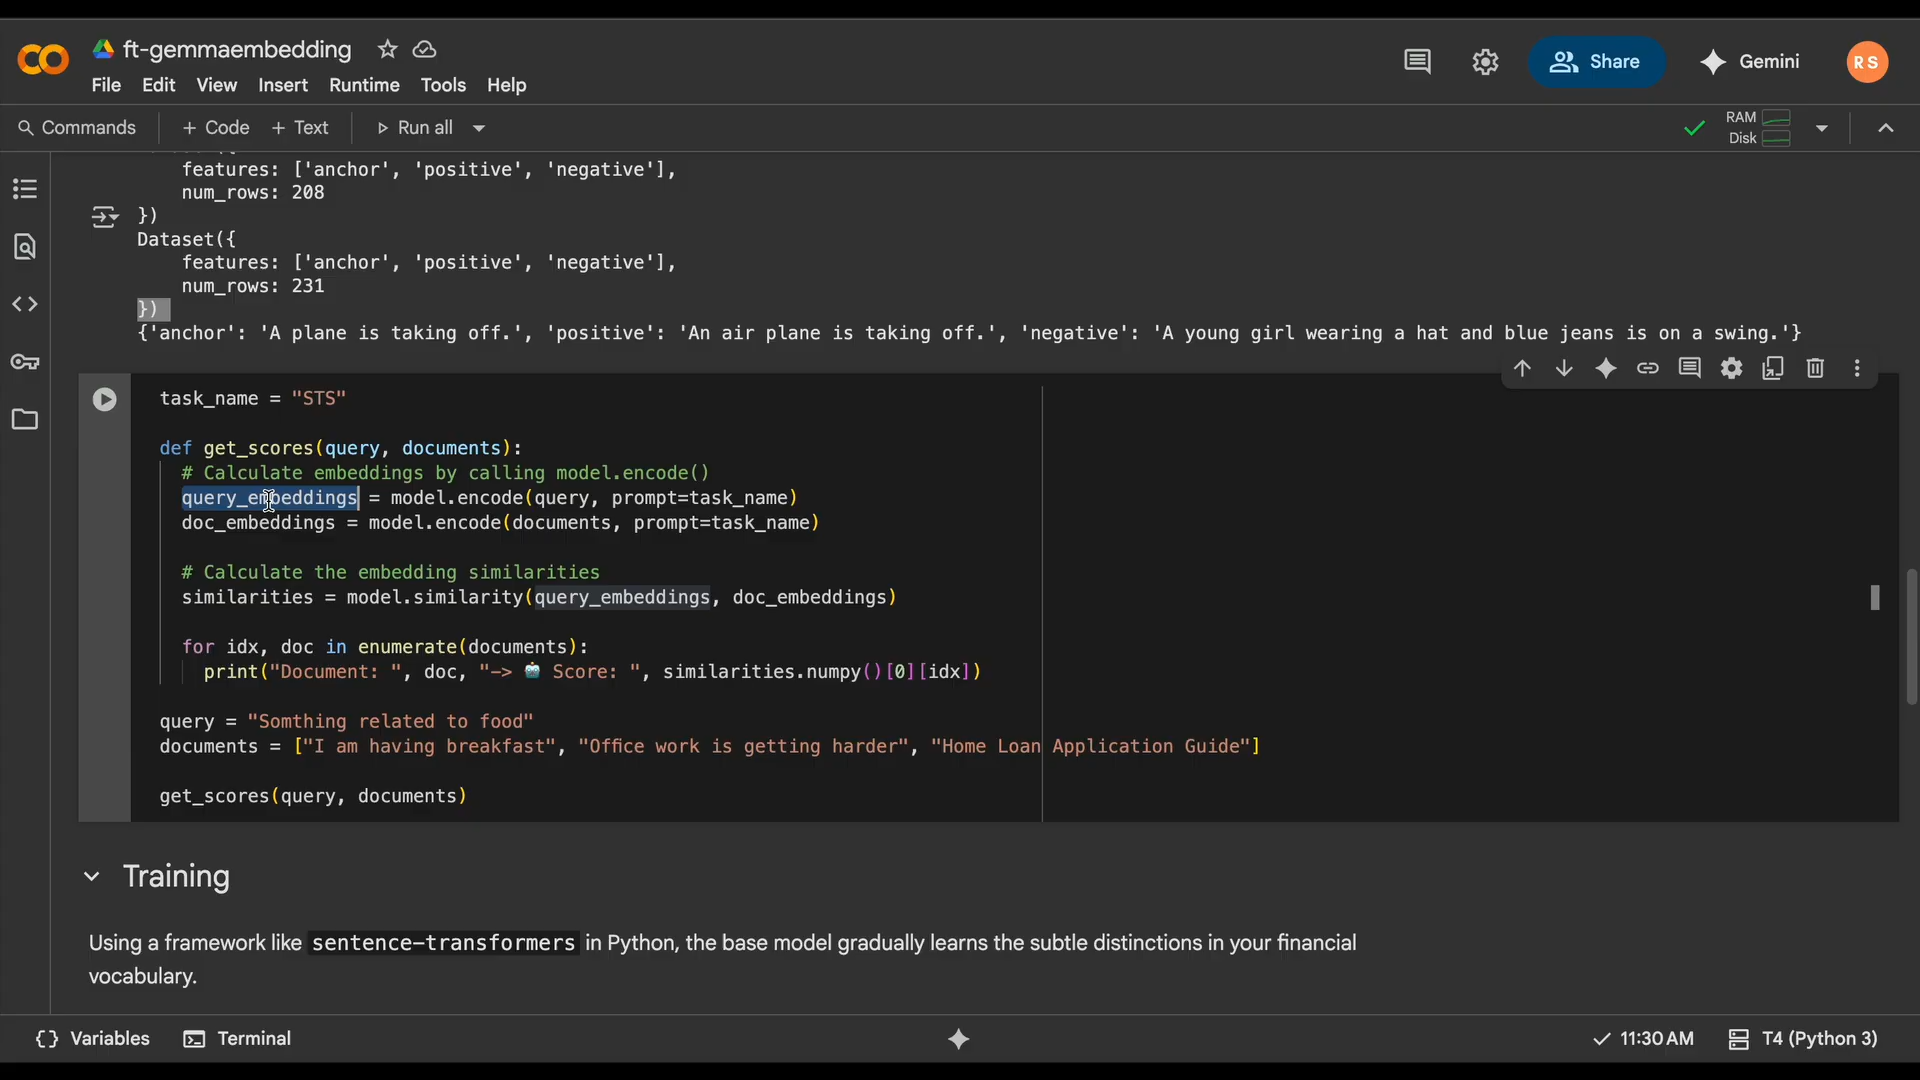 ft-gemmaembedding
File Edit View Insert Runtime Tools Help
Share
Gemini
RS
Commands + Code + Text Run all
RAM
Disk
features: ['anchor', 'positive', 'negative'],
num_rows: 208
})
Dataset({
features: ['anchor', 'positive', 'negative'],
num_rows: 231
})
{'anchor': 'A plane is taking off.', 'positive': 'An air plane is taking off.', 'negative': 'A young girl wearing a hat and blue jeans is on a swing.'}
task_name = "STS"
def get_scores(query, documents):
# Calculate embeddings by calling model.encode()
query_embeddings = model.encode(query, prompt=task_name)
doc_embeddings = model.encode(documents, prompt=task_name)
# Calculate the embedding similarities
similarities = model.similarity(query_embeddings, doc_embeddings)
for idx, doc in enumerate(documents):
print("Document: ", doc, "-> 🤖 Score: ", similarities.numpy()[0][idx])
query = "Somthing related to food"
documents = ["I am having breakfast", "Office work is getting harder", "Home Loan Application Guide"]
get_scores(query, documents)
Training
Using a framework like sentence-transformers in Python, the base model gradually learns the subtle distinctions in your financial
vocabulary.
Variables Terminal
11:30 AM T4 (Python 3)